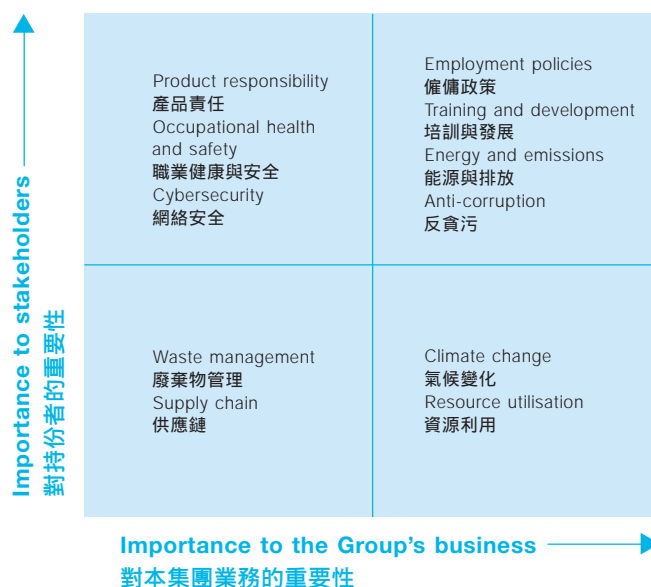 Importance to stakeholders
對持份者的重要性
Product responsibility
產品責任
Occupational health
and safety
職業健康與安全
Cybersecurity
網絡安全
Employment policies
僱傭政策
Training and development
培訓與發展
Energy and emissions
能源與排放
Anti-corruption
反貪污
Waste management
廢棄物管理
Supply chain
供應鏈
Climate change
氣候變化
Resource utilisation
資源利用
Importance to the Group’s business
對本集團業務的重要性